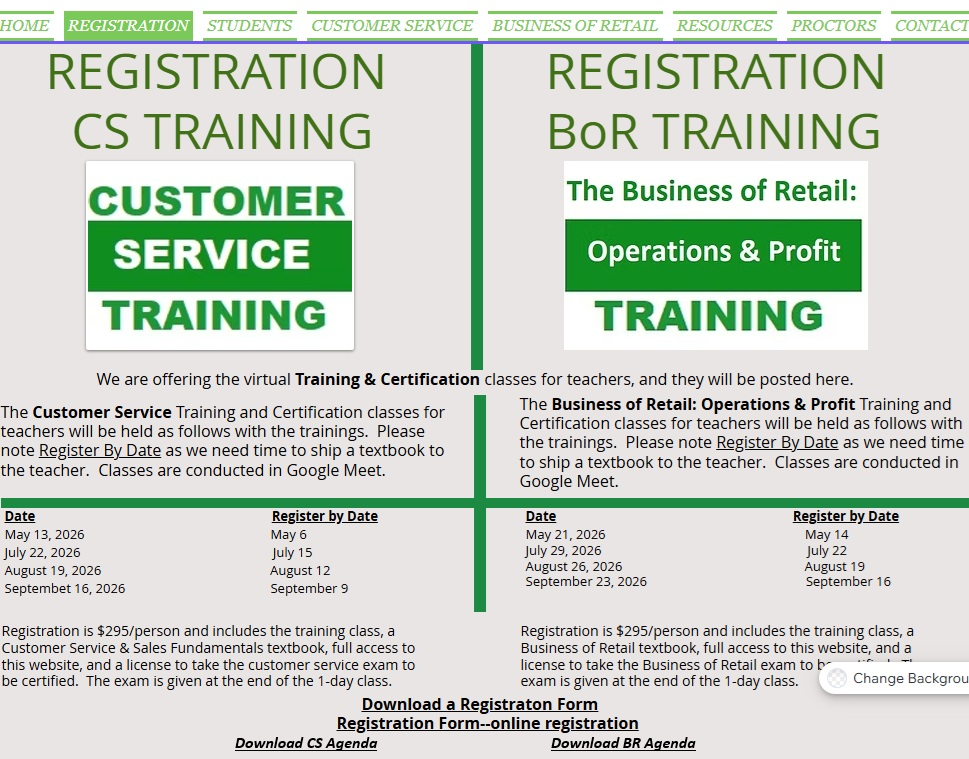 HOME REGISTRATION STUDENTS CUSTOMER SERVICE BUSINESS OF RETAIL RESOURCES PROCTORS CONTACT
REGISTRATION
CS TRAINING
CUSTOMER
SERVICE
TRAINING
REGISTRATION
BoR TRAINING
The Business of Retail:
Operations & Profit
TRAINING
We are offering the virtual Training & Certification classes for teachers, and they will be posted here.
The Customer Service Training and Certification classes for
teachers will be held as follows with the trainings. Please
note Register By Date as we need time to ship a textbook to
the teacher. Classes are conducted in Google Meet.
The Business of Retail: Operations & Profit Training and
Certification classes for teachers will be held as follows with
the trainings. Please note Register By Date as we need time
to ship a textbook to the teacher. Classes are conducted in
Google Meet.
Date Register by Date
May 13, 2026 May 6
July 22, 2026 July 15
August 19, 2026 August 12
Septembet 16, 2026 September 9
Date Register by Date
May 21, 2026 May 14
July 29, 2026 July 22
August 26, 2026 August 19
September 23, 2026 September 16
Registration is $295/person and includes the training class, a
Customer Service & Sales Fundamentals textbook, full access to
this website, and a license to take the customer service exam to
be certified. The exam is given at the end of the 1-day class.
Registration is $295/person and includes the training class, a
Business of Retail textbook, full access to this website, and a
license to take the Business of Retail exam to
exam is given at the end of the 1-day class.
Change Backgrou
Download a Registraton Form
Registration Form--online registration
Download CS Agenda Download BR Agenda